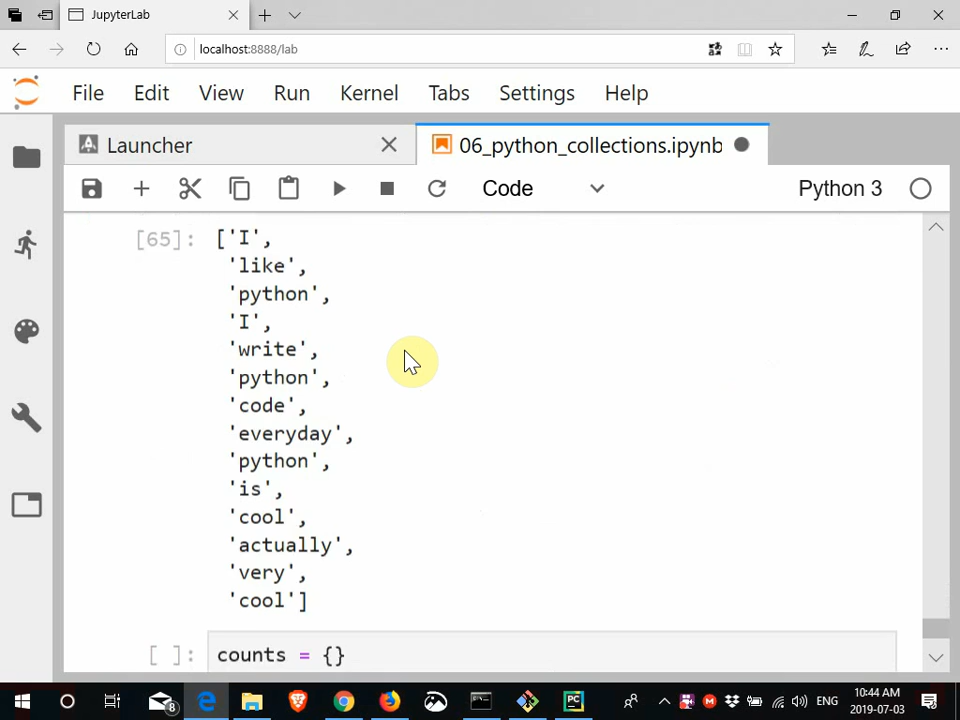 JupyterLab
localhost:8888/lab
File Edit View Run Kernel Tabs Settings Help
Launcher 06_python_collections.ipynb
Code Python 3
[65]: ['I',
'like',
'python',
'I',
'write',
'python',
'code',
'everyday',
'python',
'is',
'cool',
'actually',
'very',
'cool']
[ ]: counts = {}
8 PC ENG 10:44 AM
2019-07-03